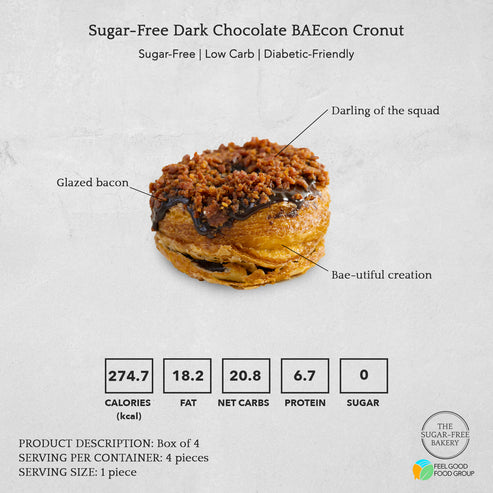 Sugar-Free Dark Chocolate BAEcon Cronut
Sugar-Free | Low Carb | Diabetic-Friendly
Darling of the squad
Glazed bacon
Bae-utiful creation
274.7 18.2 20.8 6.7 0
CALORIES FAT NET CARBS PROTEIN SUGAR
(kcal)
THE
SUGAR-FREE
BAKERY
PRODUCT DESCRIPTION: Box of 4
SERVING PER CONTAINER: 4 pieces
SERVING SIZE: 1 piece
FEEL GOOD
FOOD GROUP